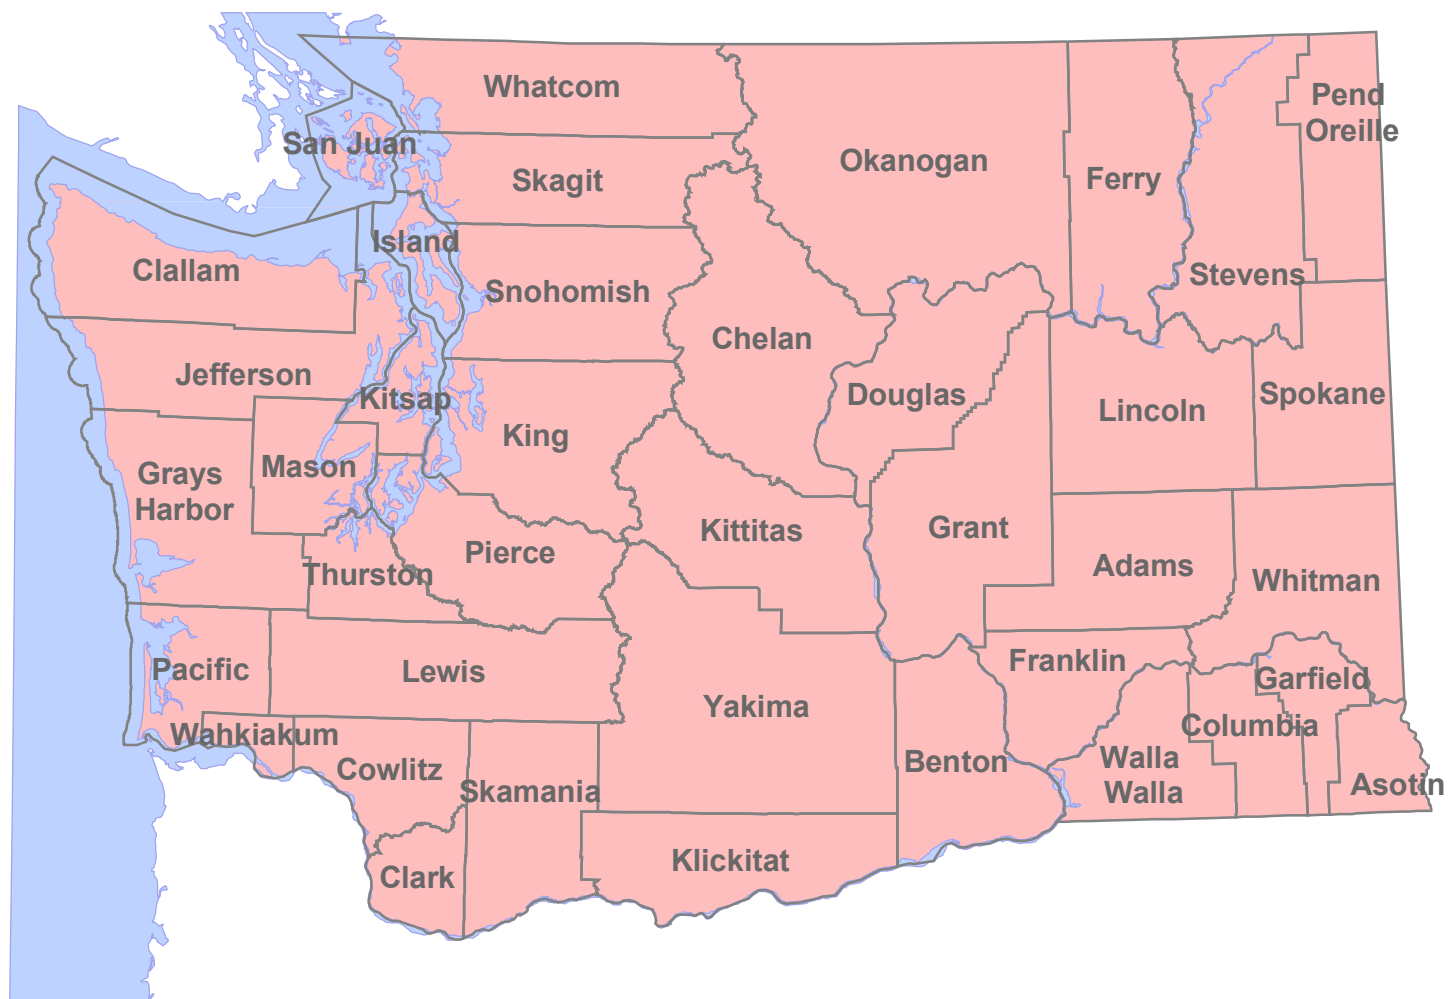 Whatcom
Pend
Oreille
San Juan
Okanogan
Skagit
Ferry
Island
Clallam
Stevens
Snohomish
Chelan
Jefferson
Douglas
Spokane
Kitsap
Lincoln
King
Mason
Grays
Harbor
Kittitas
Grant
Pierce
Adams
Thurston
Whitman
Franklin
Pacific
Lewis
Garfield
Yakima
Columbia
Wahkiakum
Benton
Walla
Walla
Cowlitz
Skamania
Asotin
Klickitat
Clark